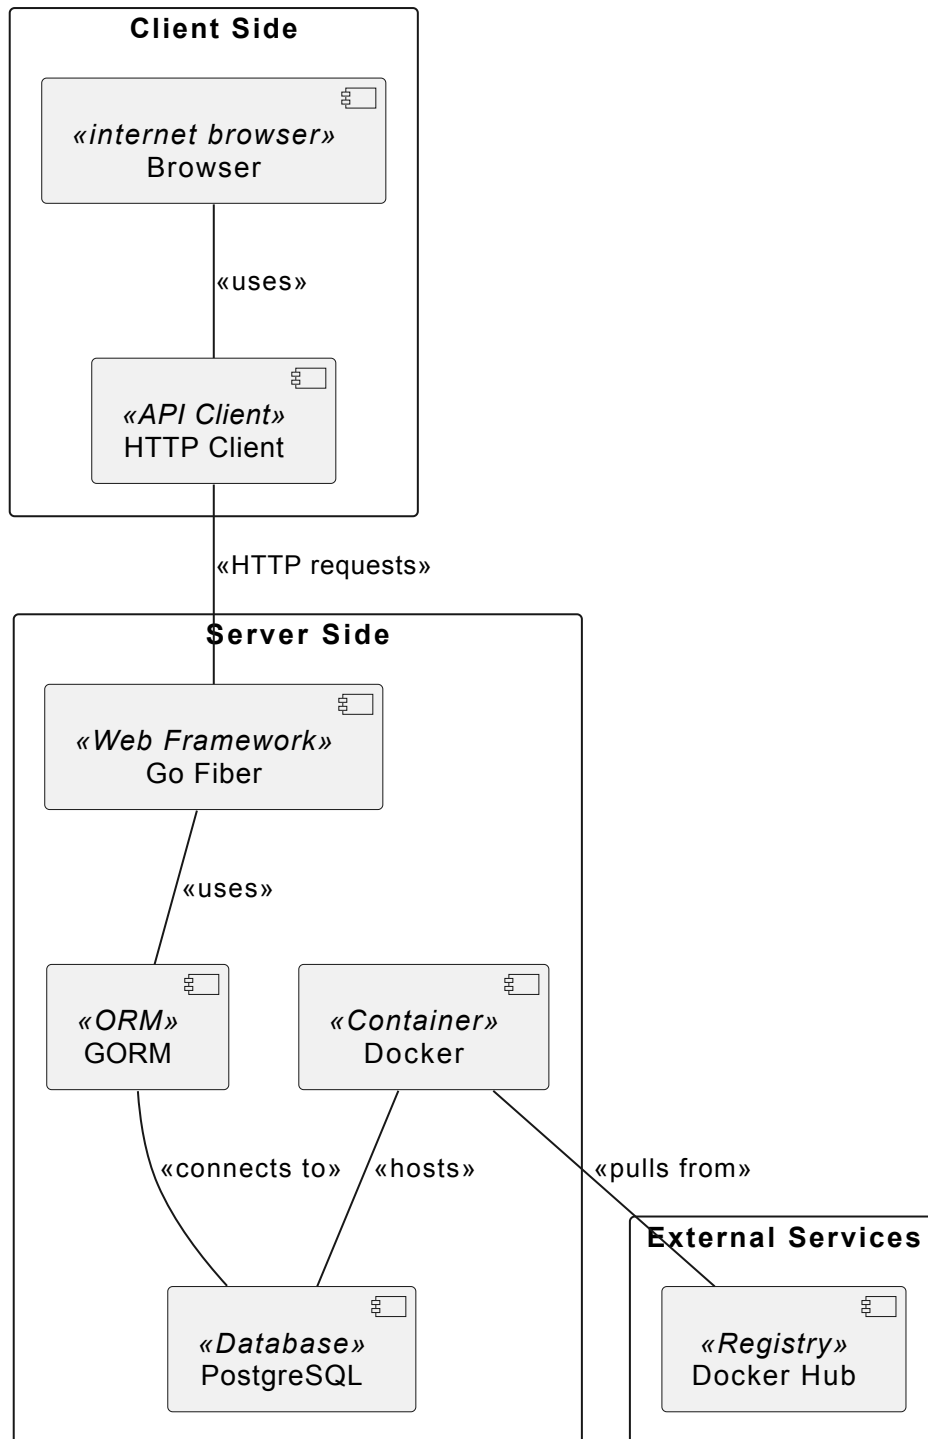 Client Side
«internet browser»
Browser
«uses»
«API Client»
HTTP Client
«HTTP requests»
Server Side
«Web Framework»
Go Fiber
«uses»
«ORM»
GORM
«Container»
Docker
«connects to»
«hosts»
«pulls from»
External Services
«Database»
PostgreSQL
«Registry»
Docker Hub